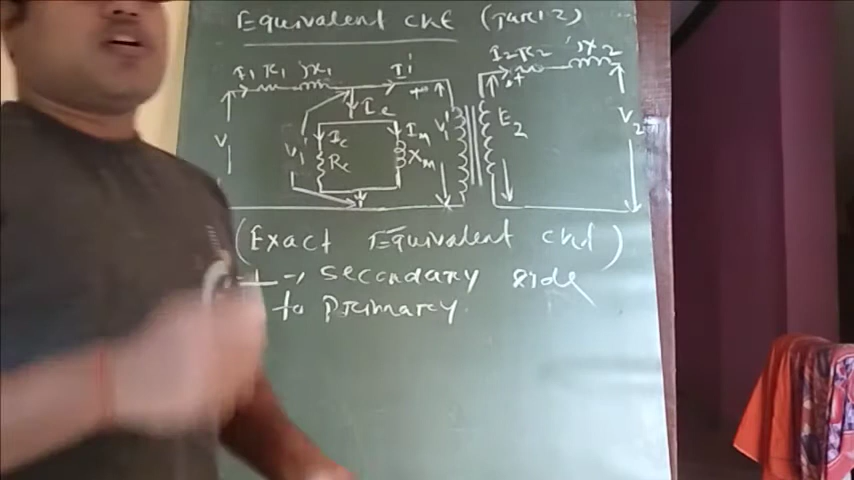 Equivalent ckt (Part 2)
I1 R1 jX1 I1' I2 R2 jX2
Ie
V1 V1' Ic Rc Im Xm V1' E2 V2
(Exact Equivalent ckt)
I → Secondary side
to Primary